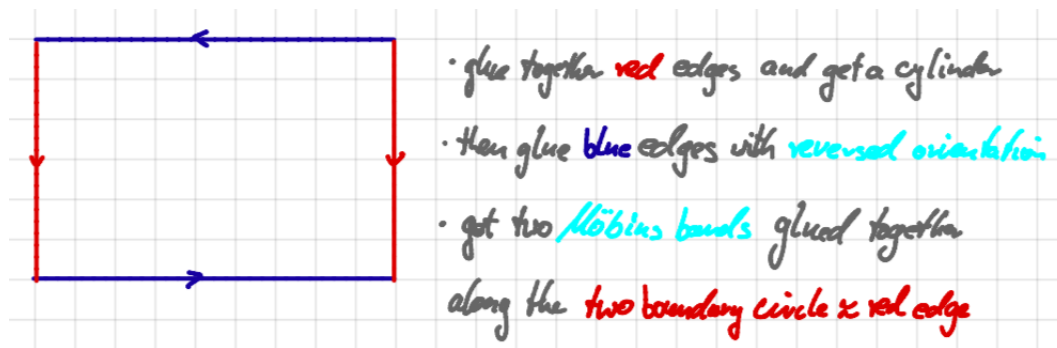 · glue together red edges and get a cylinder
· then glue blue edges with reversed orientation
· got two Möbius bands glued together
along the two boundary circle ≈ red edge